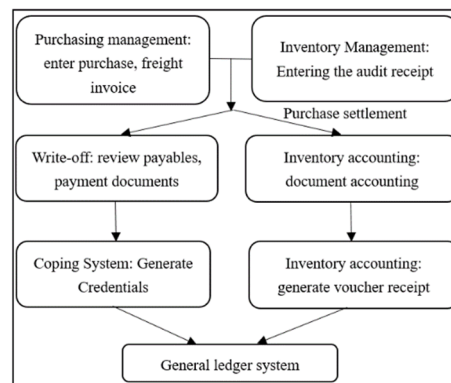 Purchasing management:
enter purchase, freight
invoice
Inventory Management:
Entering the audit receipt
Purchase settlement
Write-off: review payables,
payment documents
Inventory accounting:
document accounting
Coping System: Generate
Credentials
Inventory accounting:
generate voucher receipt
General ledger system